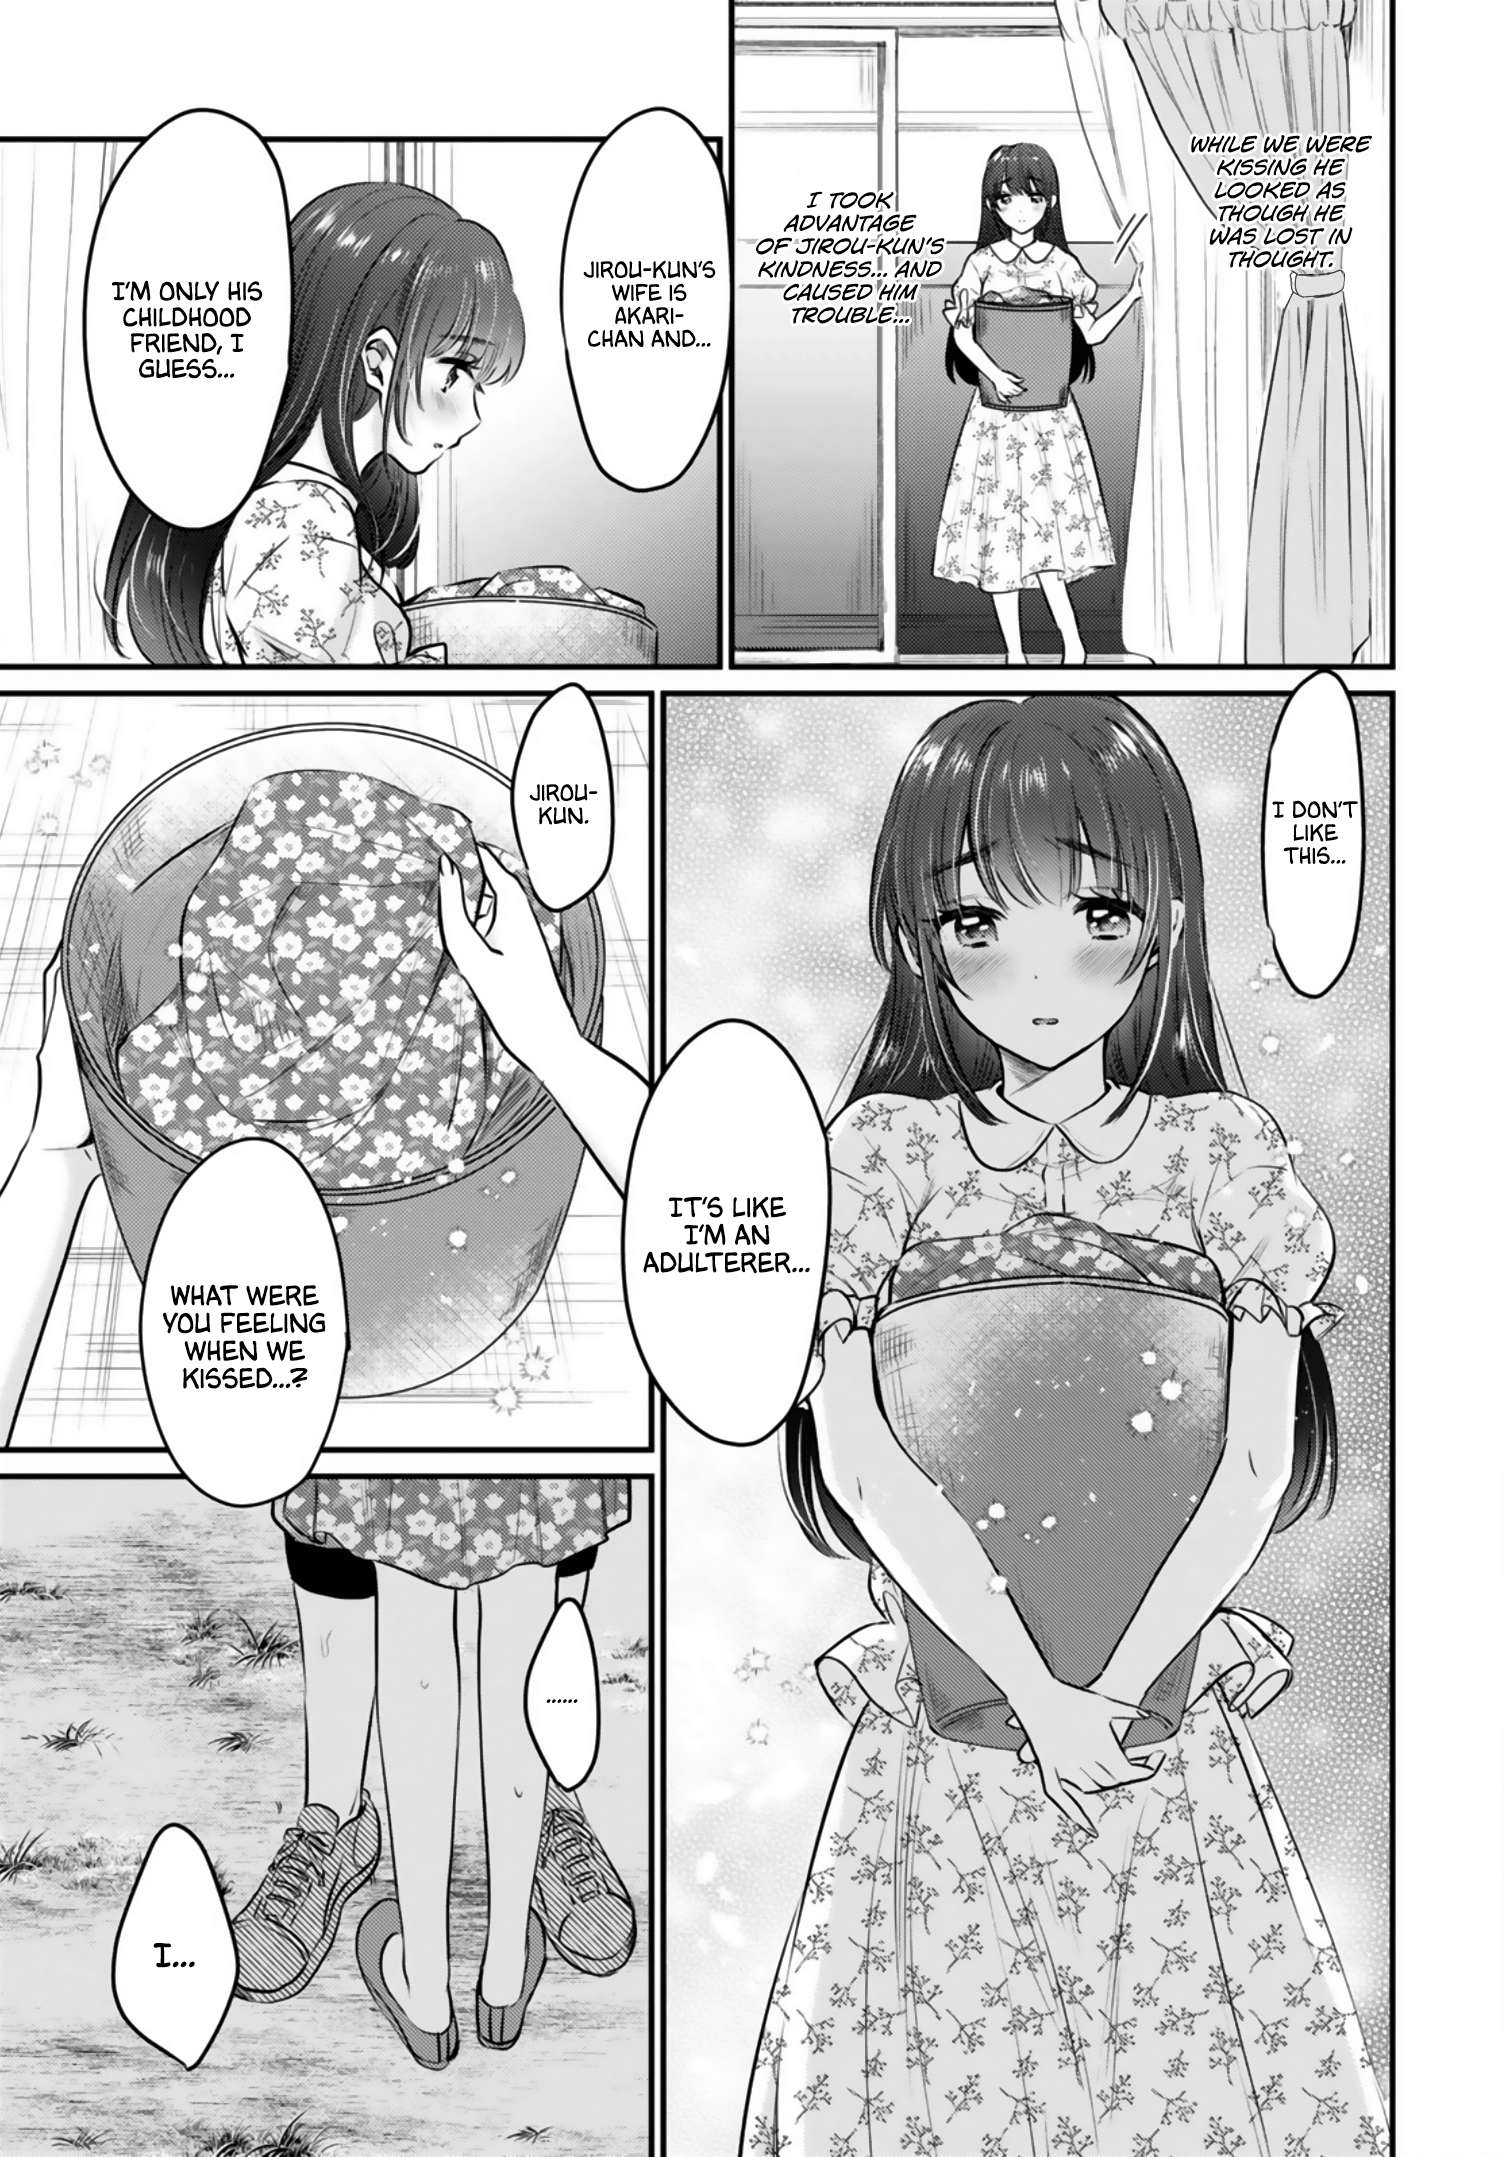 WHILE WE WERE
KISSING HE
LOOKED AS
THOUGH HE
WAS LOST IN
THOUGHT.
I TOOK
ADVANTAGE
OF JIROU-KUN'S
KINDNESS... AND
CAUSED HIM
TROUBLE...
JIROU-KUN'S
WIFE IS
AKARI-
CHAN AND...
I'M ONLY HIS
CHILDHOOD
FRIEND, I
GUESS...
I DON'T
LIKE
THIS...
IT'S LIKE
I'M AN
ADULTERER...
JIROU-
KUN.
WHAT WERE
YOU FEELING
WHEN WE
KISSED...?
.......
I...